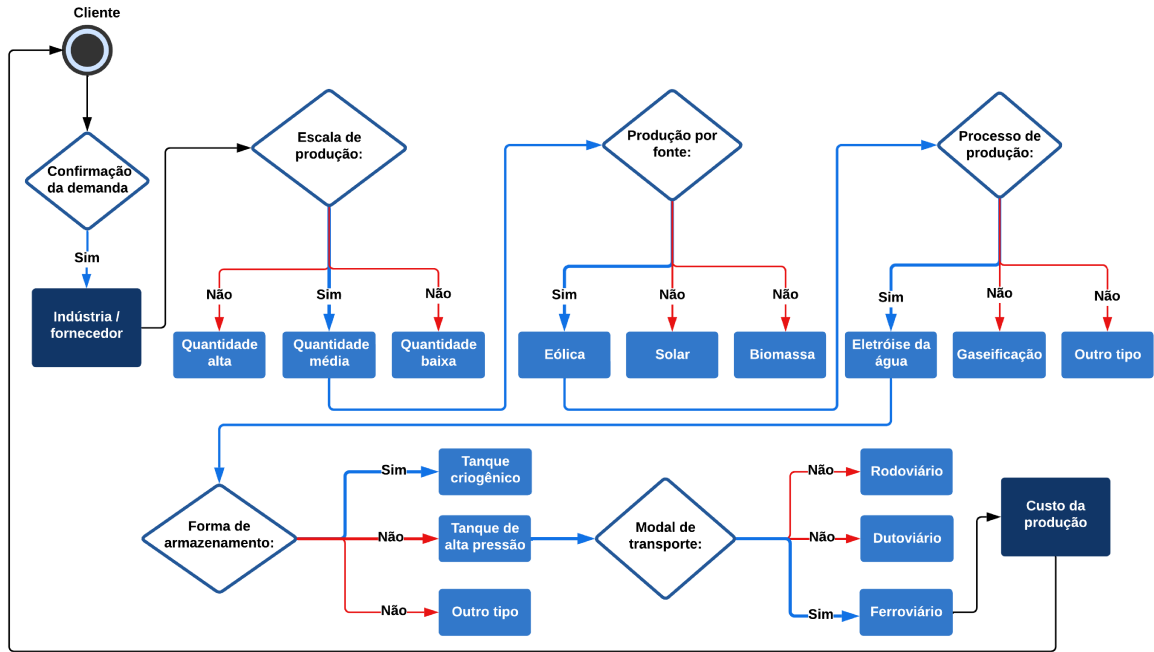 Cliente
Confirmação
da demanda
Sim
Indústria /
fornecedor
Escala de
produção:
Não
Sim
Não
Quantidade
alta
Quantidade
média
Quantidade
baixa
Produção por
fonte:
Sim
Não
Não
Eólica
Solar
Biomassa
Processo de
produção:
Sim
Não
Não
Eletróise da
água
Gaseificação
Outro tipo
Forma de
armazenamento:
Sim
Não
Não
Tanque
criogênico
Tanque de
alta pressão
Outro tipo
Modal de
transporte:
Não
Não
Sim
Rodoviário
Dutoviário
Ferroviário
Custo da
produção